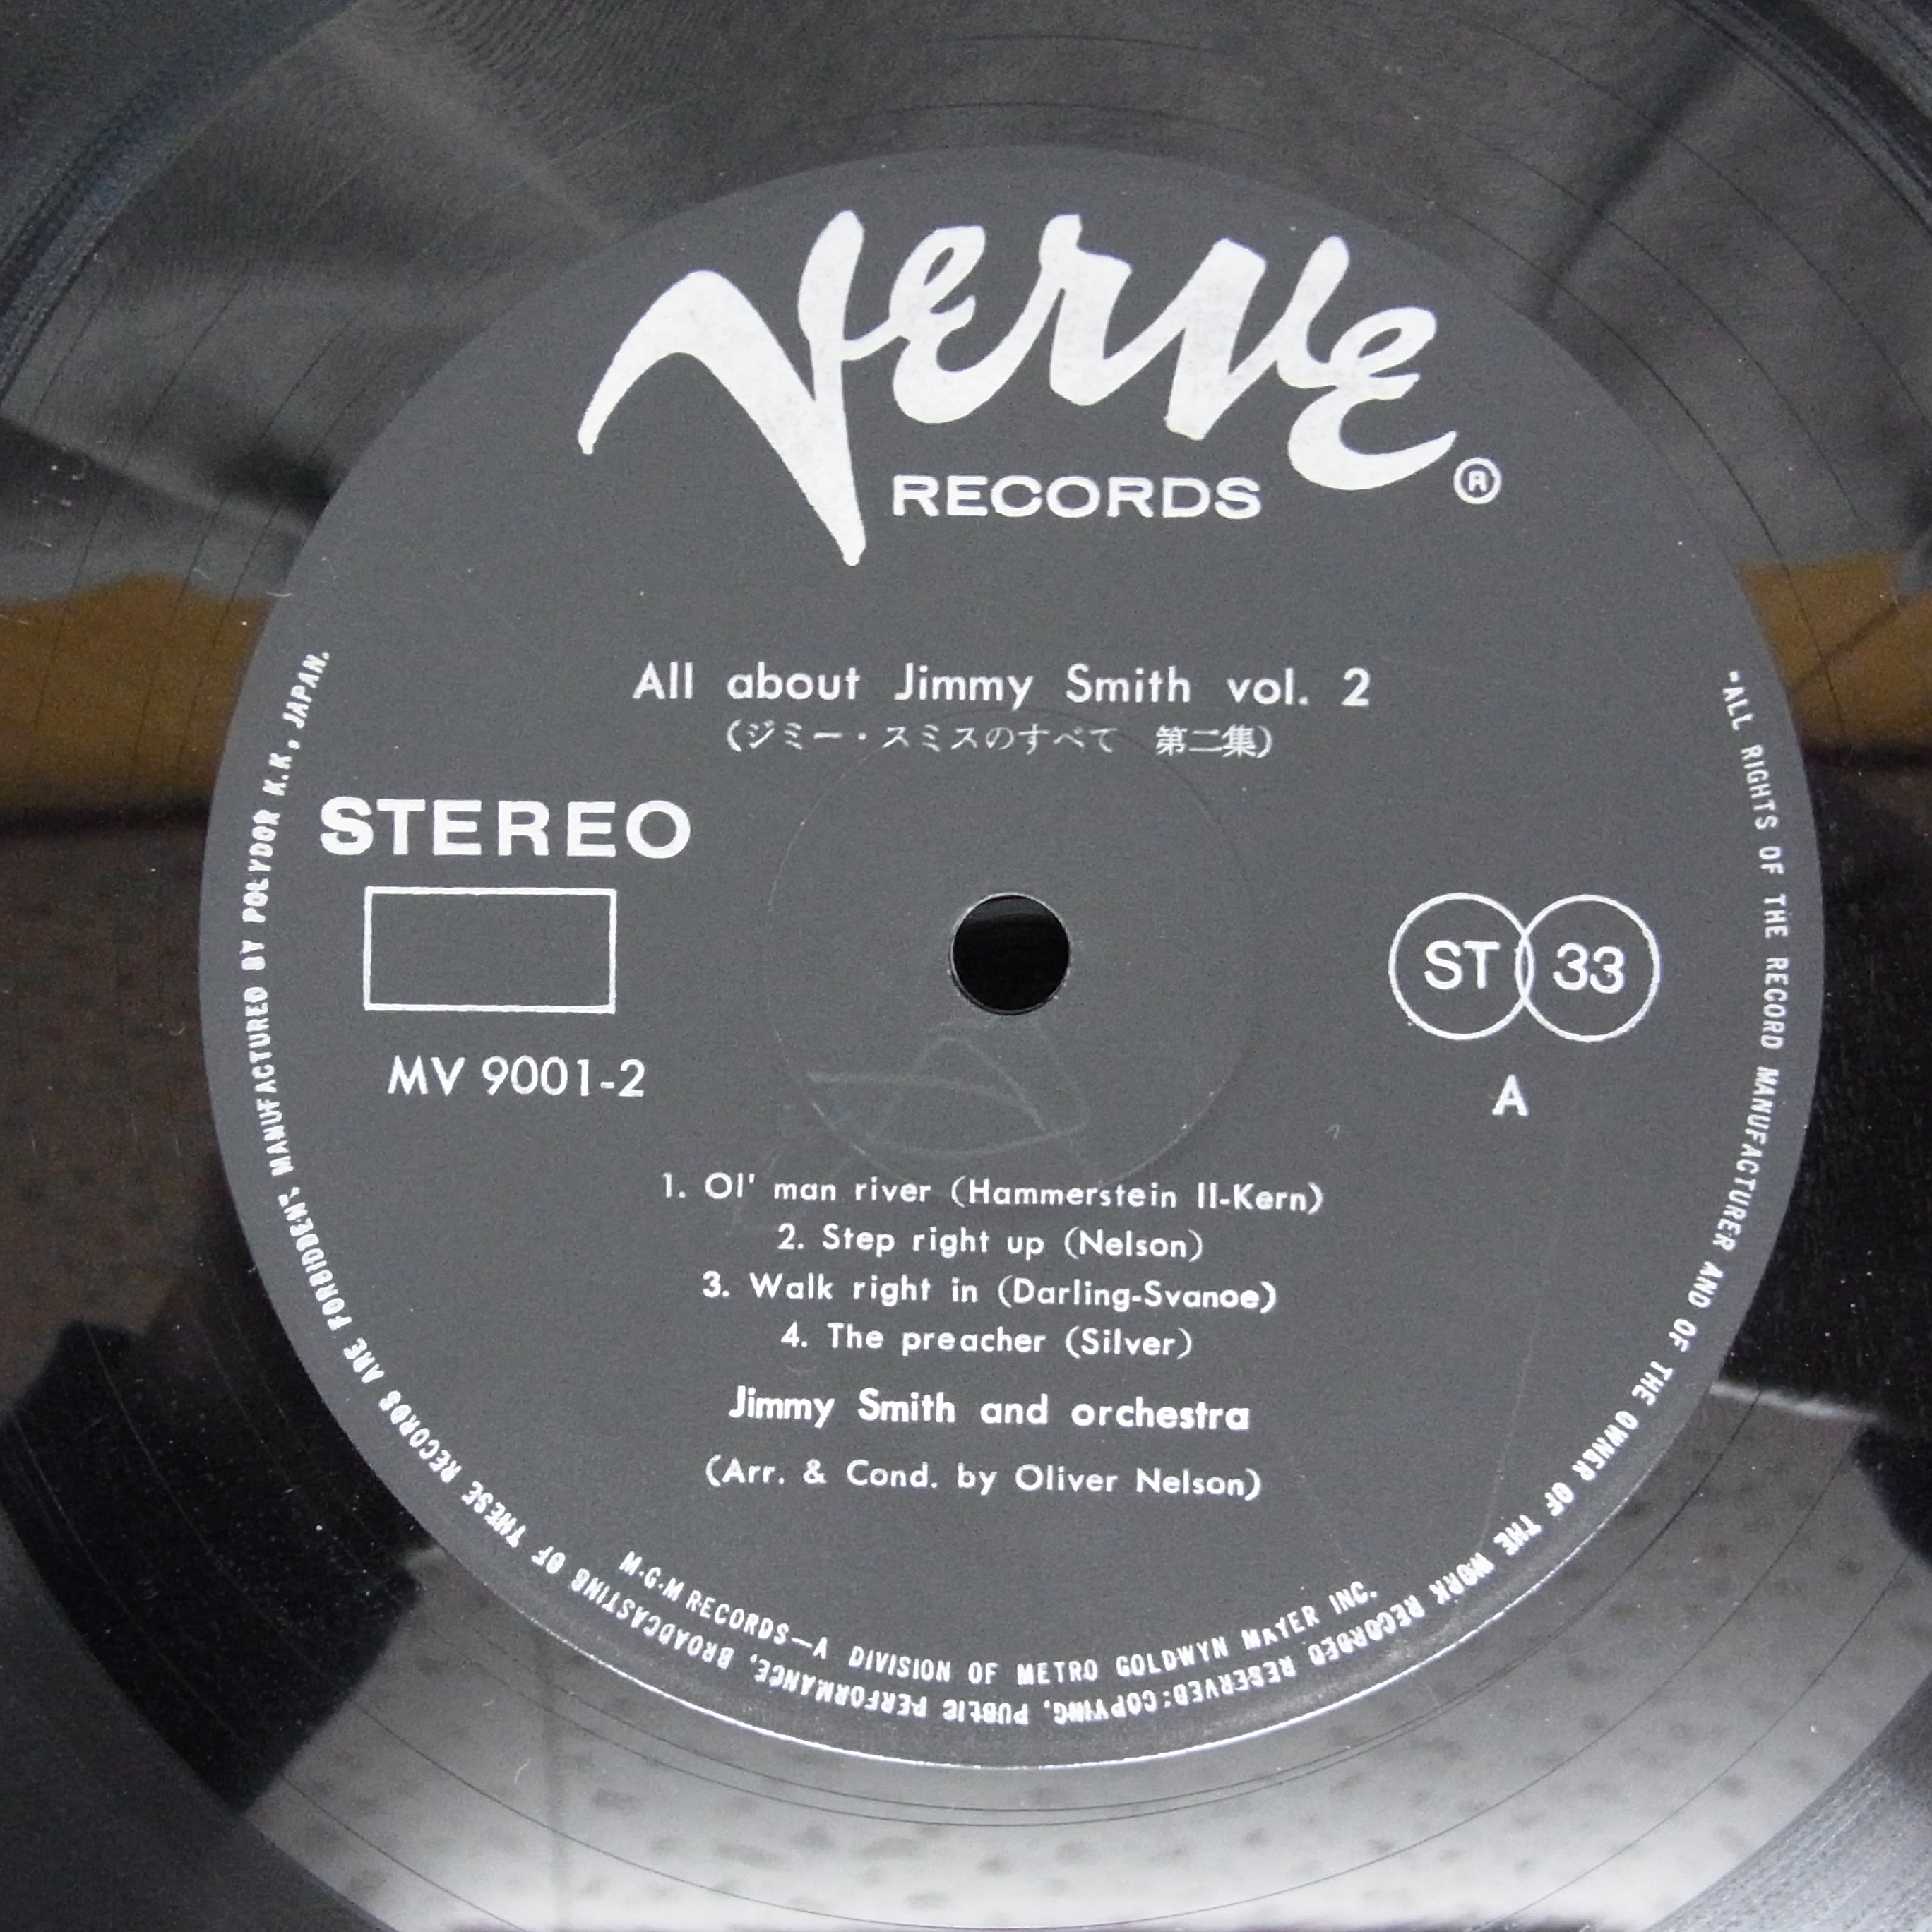 Verve
RECORDS
®
All about Jimmy Smith vol. 2
(ジミー・スミスのすべて 第二集)
STEREO
MV 9001-2
ST 33
A
1. Ol' man river (Hammerstein II-Kern)
2. Step right up (Nelson)
3. Walk right in (Darling-Svanoe)
4. The preacher (Silver)
Jimmy Smith and orchestra
(Arr. & Cond. by Oliver Nelson)
M·G·M RECORDS—A DIVISION OF METRO GOLDWYN MAYER INC.
"ALL RIGHTS OF THE RECORD MANUFACTURER AND OF THE OWNER OF THE WORK RECORDED RESERVED:COPYING, PUBLIC PERFORMANCE, BROADCASTING OF THESE RECORDS ARE FORBIDDEN". MANUFACTURED BY POLYDOR K.K., JAPAN.